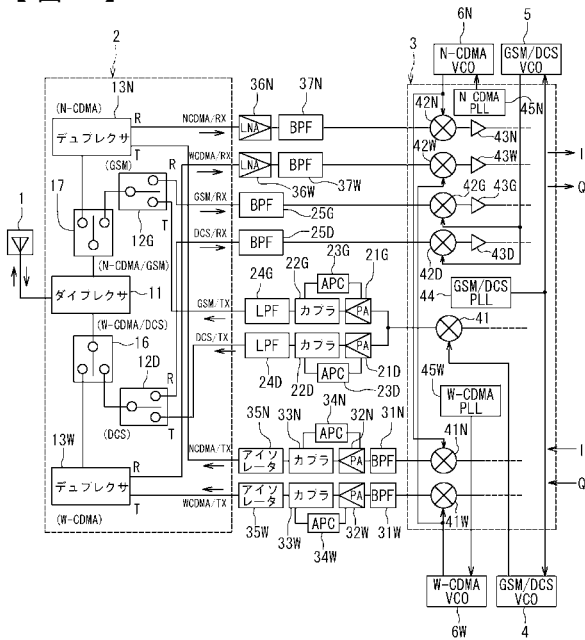 2
3
6N
5
N-CDMA
VCO
GSM/DCS
VCO
13N
(N-CDMA)
デュプレクサ
R
T
NCDMA/RX
36N
LNA
37N
BPF
42N
N CDMA
PLL
45N
43N
WCDMA/RX
LNA
36W
BPF
37W
42W
43W
I
Q
(GSM)
R
T
12G
17
GSM/RX
BPF
25G
42G
43G
DCS/RX
BPF
25D
42D
43D
1
(N-CDMA/GSM)
ダイプレクサ
11
(W-CDMA/DCS)
16
GSM/TX
24G
LPF
22G
カプラ
23G
APC
21G
PA
44
GSM/DCS
PLL
41
DCS/TX
LPF
24D
カプラ
22D
PA
21D
APC
23D
12D
R
T
(DCS)
45W
W-CDMA
PLL
13W
デュプレクサ
R
T
(W-CDMA)
NCDMA/TX
35N
アイソ
レータ
33N
カプラ
34N
APC
32N
PA
31N
BPF
41N
WCDMA/TX
アイソ
レータ
35W
カプラ
33W
APC
34W
PA
32W
BPF
31W
41W
I
Q
W-CDMA
VCO
6W
GSM/DCS
VCO
4